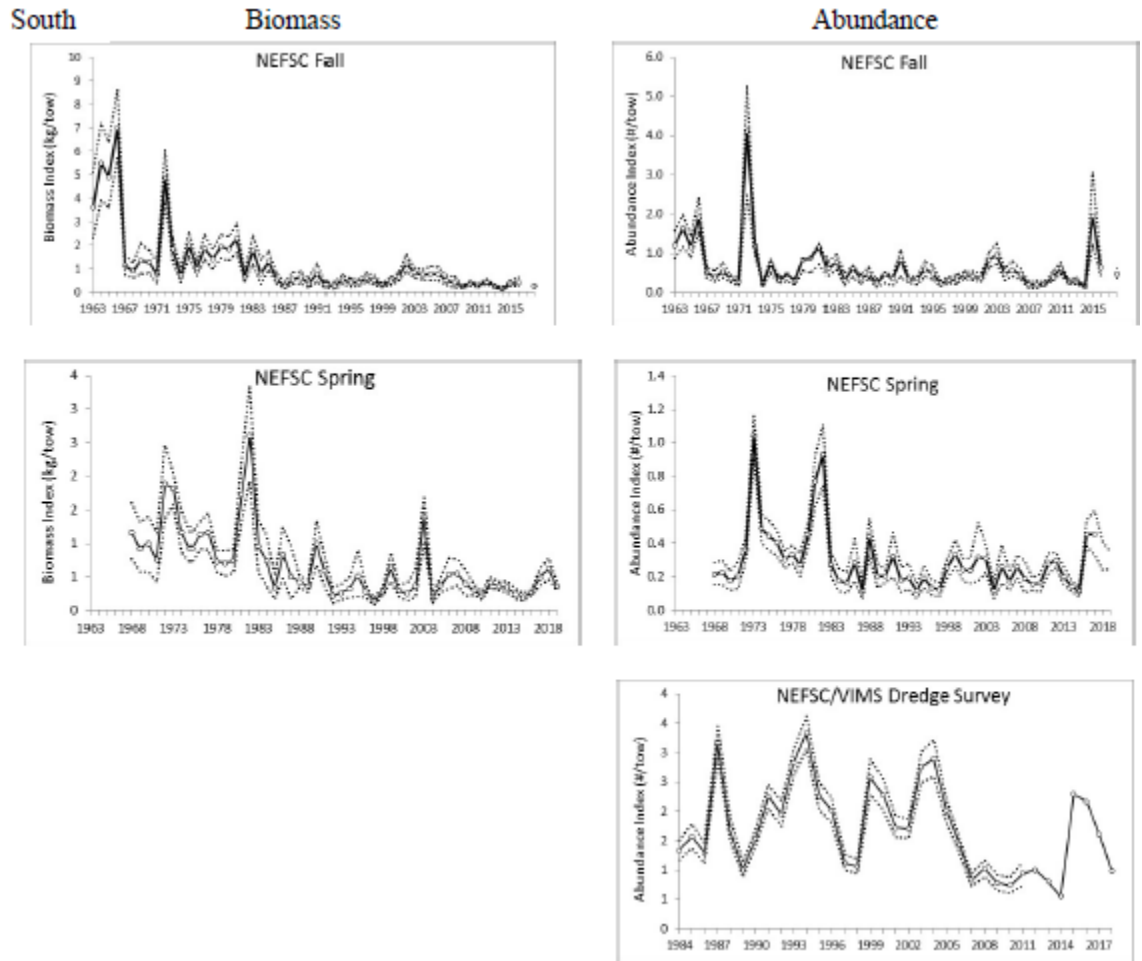 South Biomass Abundance
NEFSC Fall
Biomass Index (kg/tow)
10
9
8
7
6
5
4
3
2
1
0
1963 1967 1971 1975 1979 1983 1987 1991 1995 1999 2003 2007 2011 2015
NEFSC Fall
Abundance Index (#/tow)
6.0
5.0
4.0
3.0
2.0
1.0
0.0
1963 1967 1971 1975 1979 1983 1987 1991 1995 1999 2003 2007 2011 2015
NEFSC Spring
Biomass Index (kg/tow)
4
3
3
2
2
1
1
0
1963 1968 1973 1978 1983 1988 1993 1998 2003 2008 2013 2018
NEFSC Spring
Abundance Index (#/tow)
1.4
1.2
1.0
0.8
0.6
0.4
0.2
0.0
1963 1968 1973 1978 1983 1988 1993 1998 2003 2008 2013 2018
NEFSC/VIMS Dredge Survey
Abundance Index (#/tow)
4
4
3
3
2
2
1
1
0
1984 1987 1990 1993 1996 1999 2002 2005 2008 2011 2014 2017